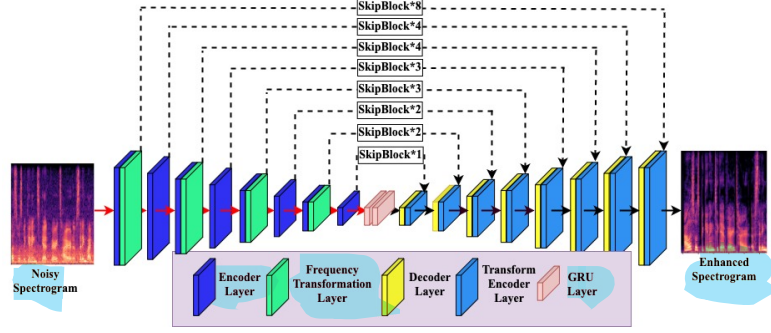 SkipBlock*8
SkipBlock*4
SkipBlock*4
SkipBlock*3
SkipBlock*3
SkipBlock*2
SkipBlock*2
SkipBlock*1
Noisy
Spectrogram
Enhanced
Spectrogram
Encoder
Layer
Frequency
Transformation
Layer
Decoder
Layer
Transform
Encoder
Layer
GRU
Layer